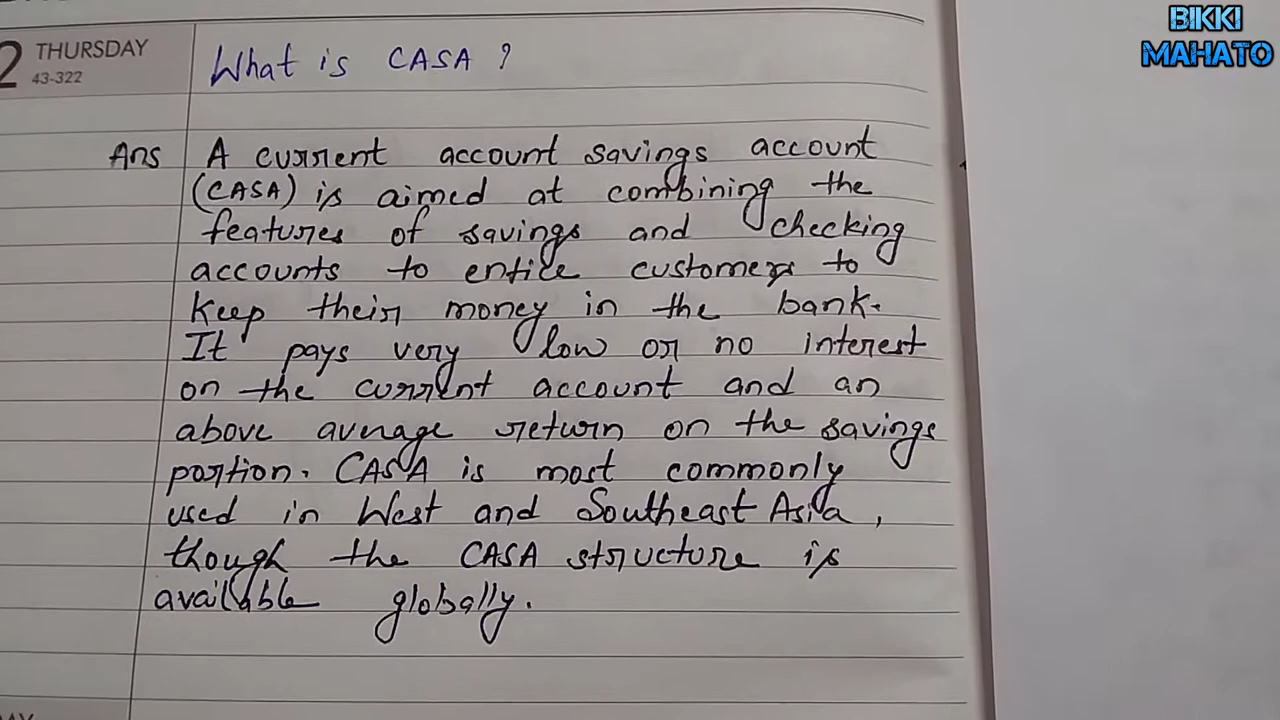 BIKKI
MAHATO
2 THURSDAY
43-322
What is CASA ?
Ans A current account savings account
(CASA) is aimed at combining the
features of savings and checking
accounts to entice customers to
keep their money in the bank.
It pays very low or no interest
on the current account and an
above average return on the savings
portion. CASA is most commonly
used in West and Southeast Asia,
though the CASA structure is
available globally.